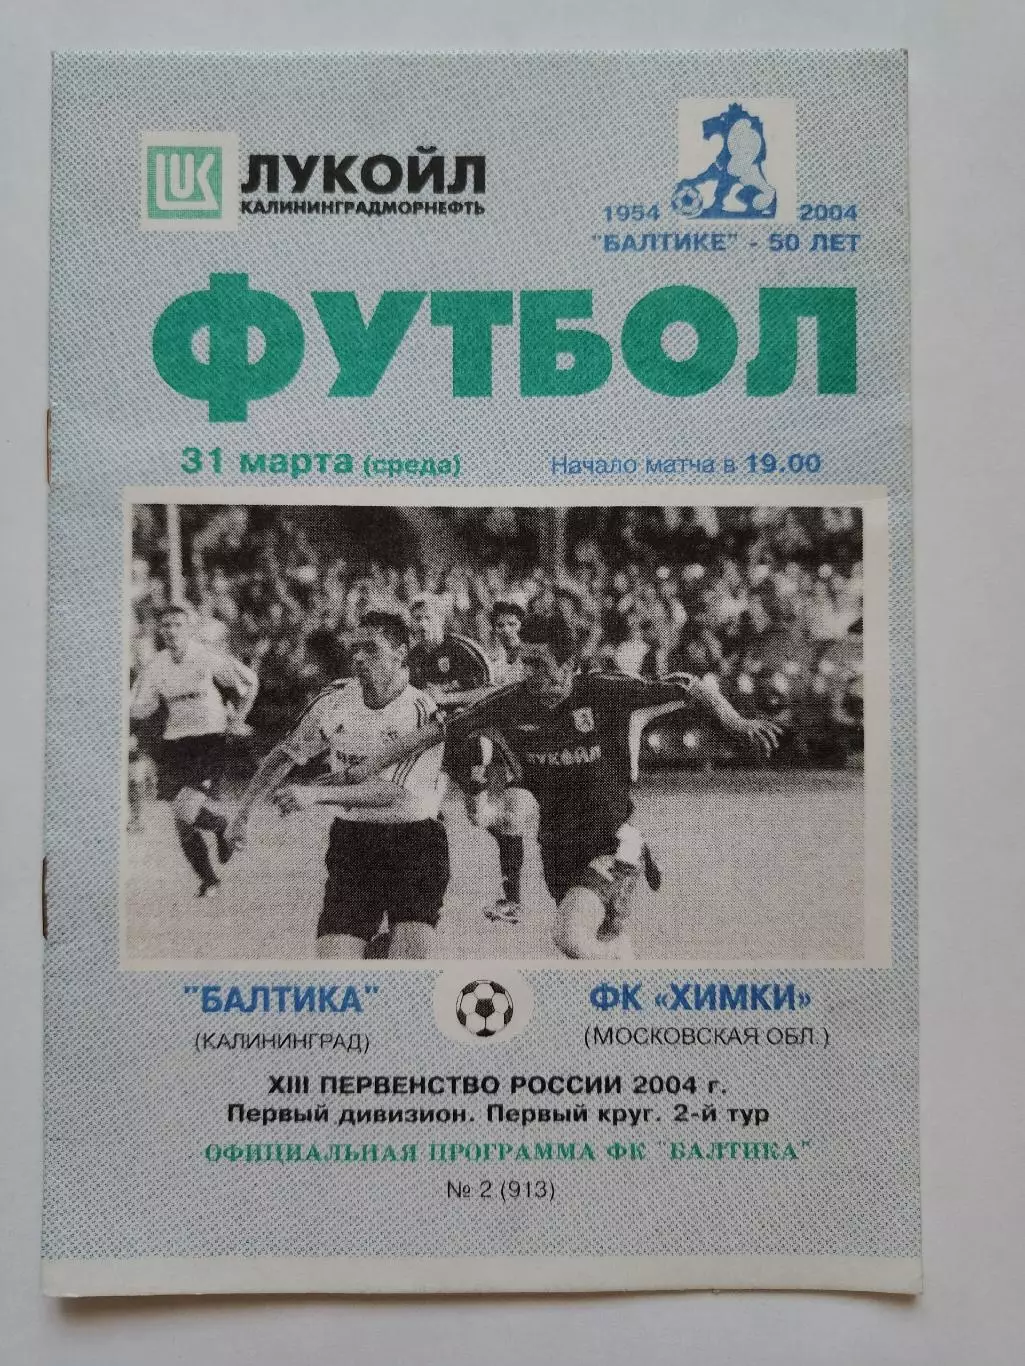 LUK ЛУКОЙЛ
КАЛИНИНГРАДМОРНЕФТЬ
1954 2004
"БАЛТИКЕ" - 50 ЛЕТ
ФУТБОЛ
31 марта (среда) Начало матча в 19.00
ЛУКОЙЛ
"БАЛТИКА" ФК «ХИМКИ»
(КАЛИНИНГРАД) (МОСКОВСКАЯ ОБЛ.)
XIII ПЕРВЕНСТВО РОССИИ 2004 г.
Первый дивизион. Первый круг. 2-й тур
ОФИЦИАЛЬНАЯ ПРОГРАММА ФК "БАЛТИКА"
№ 2 (913)